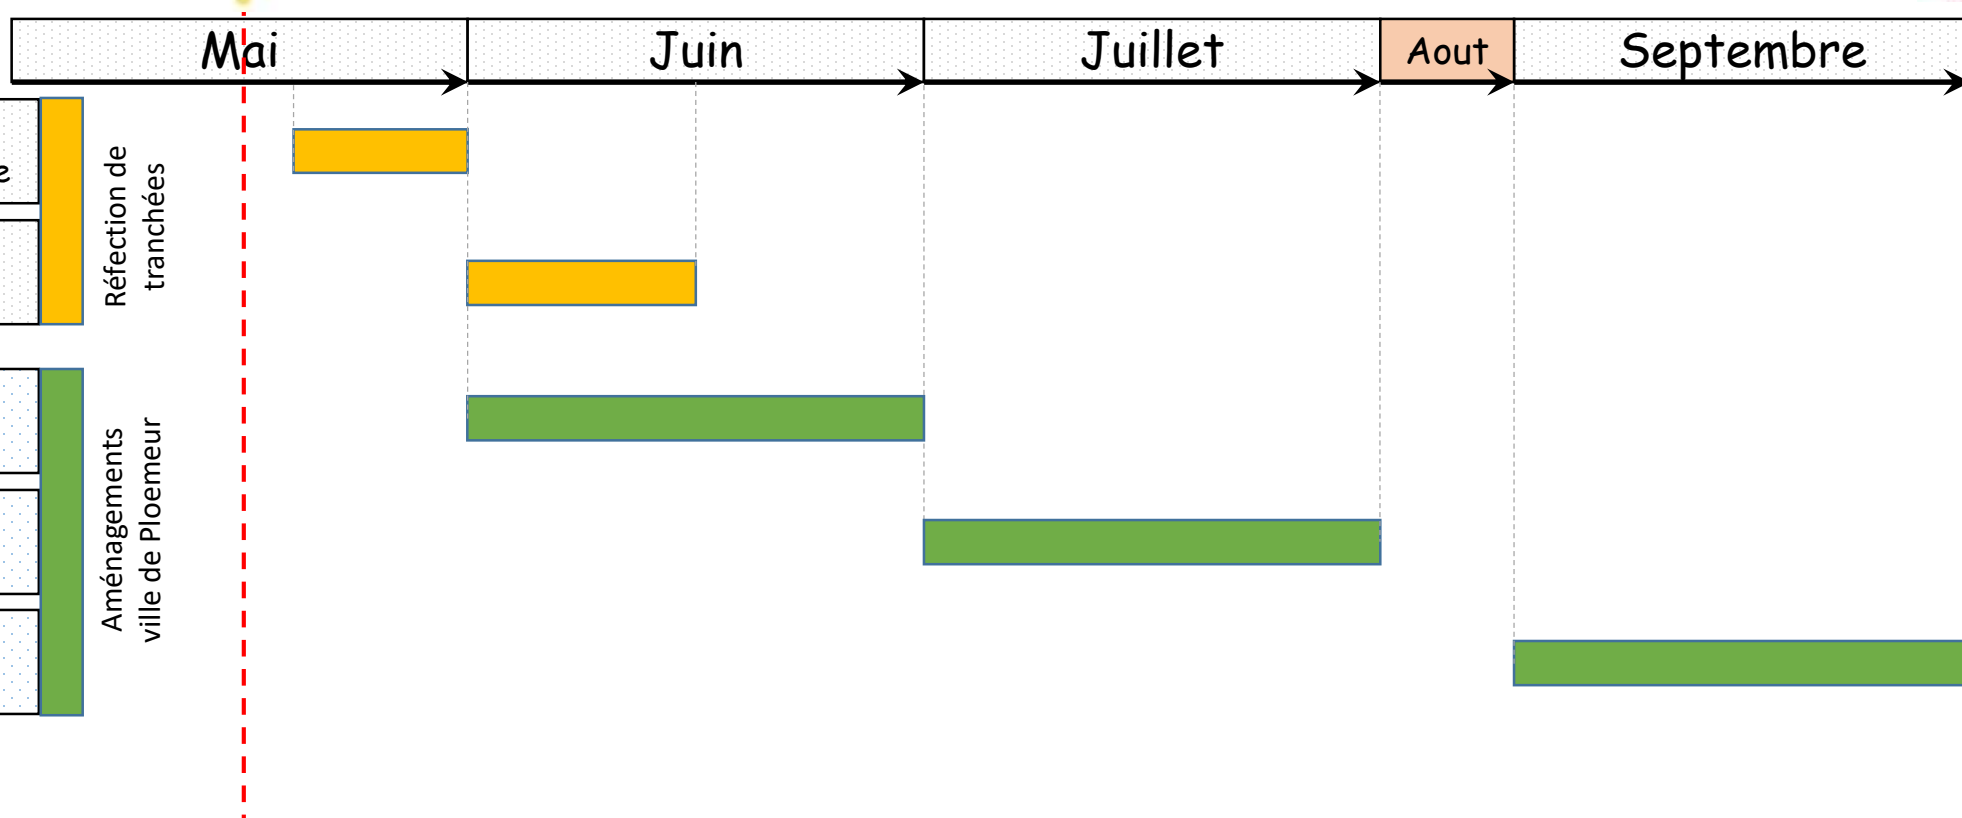 Mai
Juin
Juillet
Aout
Septembre
e
Réfection de
tranchées
Aménagements
ville de Ploemeur